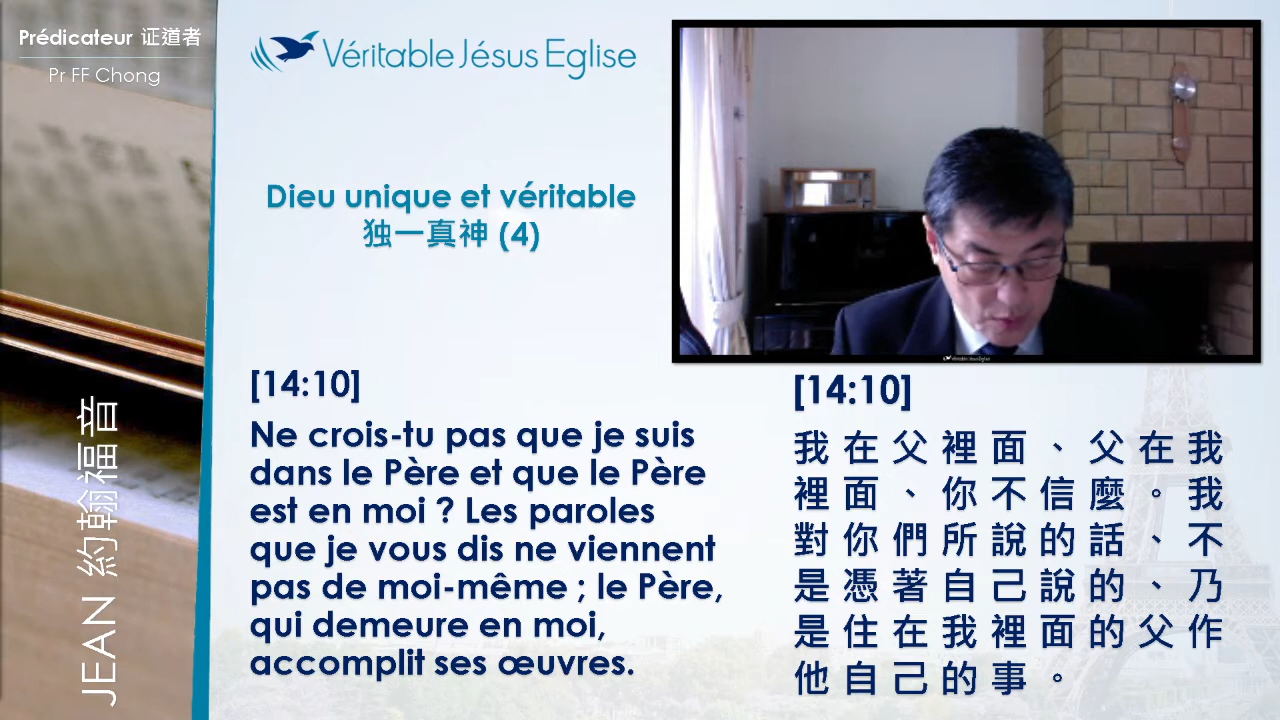 Prédicateur 证道者
Pr FF Chong
Véritable Jésus Eglise
Dieu unique et véritable
独一真神 (4)
[14:10]
Ne crois-tu pas que je suis
dans le Père et que le Père
est en moi ? Les paroles
que je vous dis ne viennent
pas de moi-même ; le Père,
qui demeure en moi,
accomplit ses œuvres.
[14:10]
我在父裡面、父在我
裡面、你不信麼。我
對你們所說的話、不
是憑著自己說的、乃
是住在我裡面的父作
他自己的事。
JEAN 約翰福音